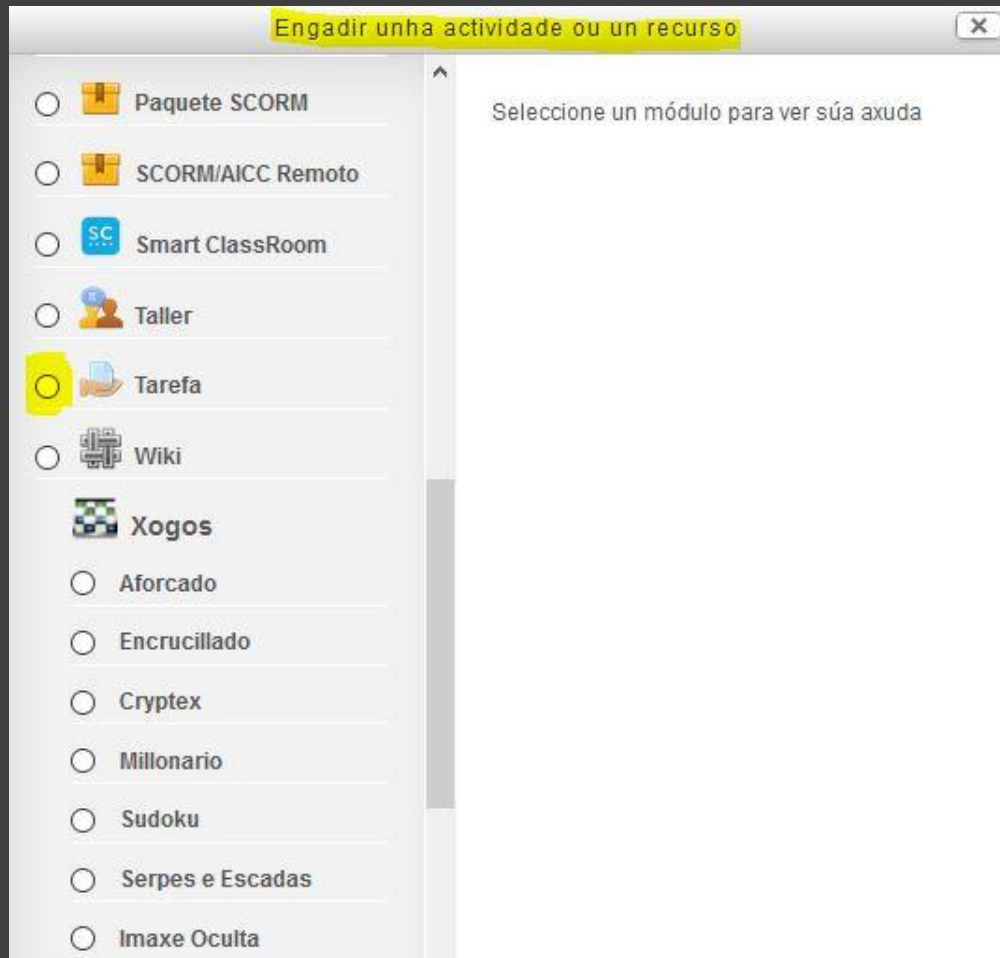 Engadir unha actividade ou un recurso
Paquete SCORM
SCORM/AICC Remoto
SC
Smart ClassRoom
Taller
Tarefa
Wiki
Xogos
Aforcado
Encrucillado
Cryptex
Millonario
Sudoku
Serpes e Escadas
Imaxe Oculta
Seleccione un módulo para ver súa axuda